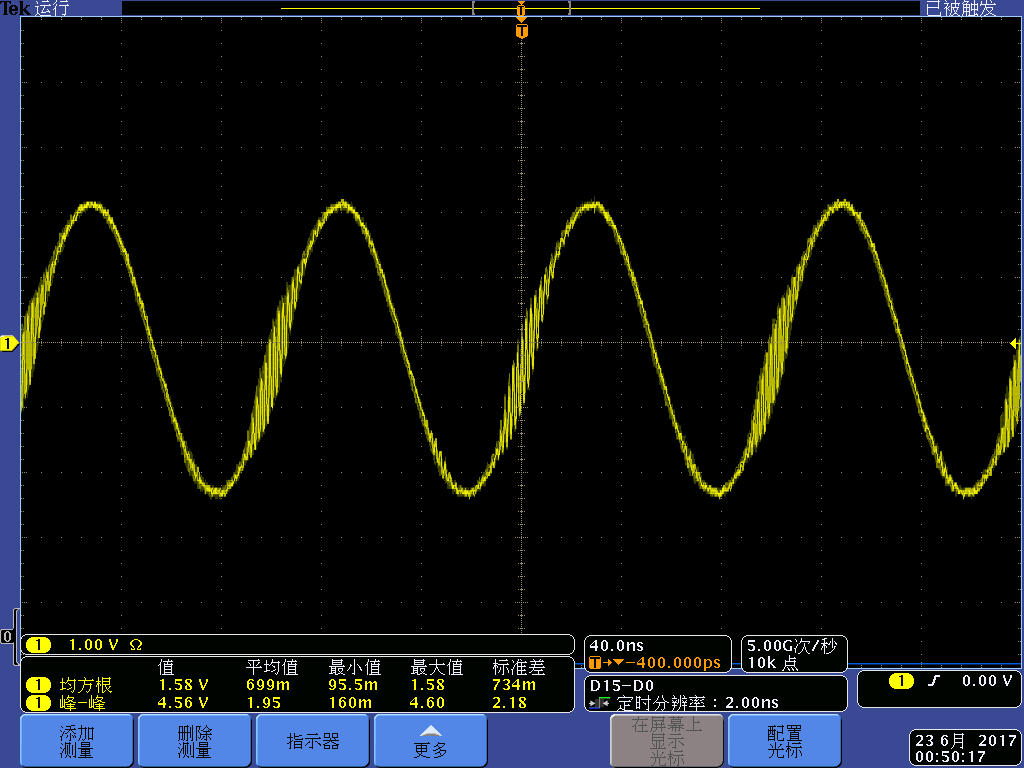 Tek 运行
已被触发
T
T
1
0
1 1.00 V Ω
40.0ns
T→▼−400.000ps
5.00G次/秒
10k 点
值 平均值 最小值 最大值 标准差
1 均方根 1.58 V 699m 95.5m 1.58 734m
1 峰−峰 4.56 V 1.95 160m 4.60 2.18
D15−D0
定时分辨率：2.00ns
1 0.00 V
添加
测量
删除
测量
指示器
更多
在屏幕上
显示
光标
配置
光标
23 6月 2017
00:50:17